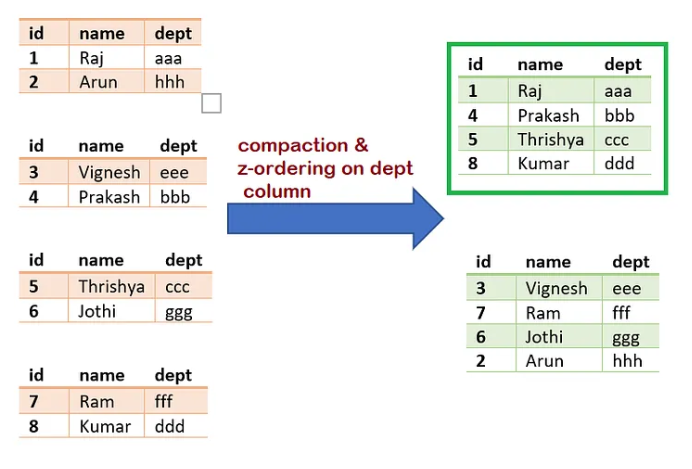 id name dept
1 Raj aaa
2 Arun hhh
id name dept
3 Vignesh eee
4 Prakash bbb
id name dept
5 Thrishya ccc
6 Jothi ggg
id name dept
7 Ram fff
8 Kumar ddd
compaction &
z-ordering on dept
column
id name dept
1 Raj aaa
4 Prakash bbb
5 Thrishya ccc
8 Kumar ddd
id name dept
3 Vignesh eee
7 Ram fff
6 Jothi ggg
2 Arun hhh